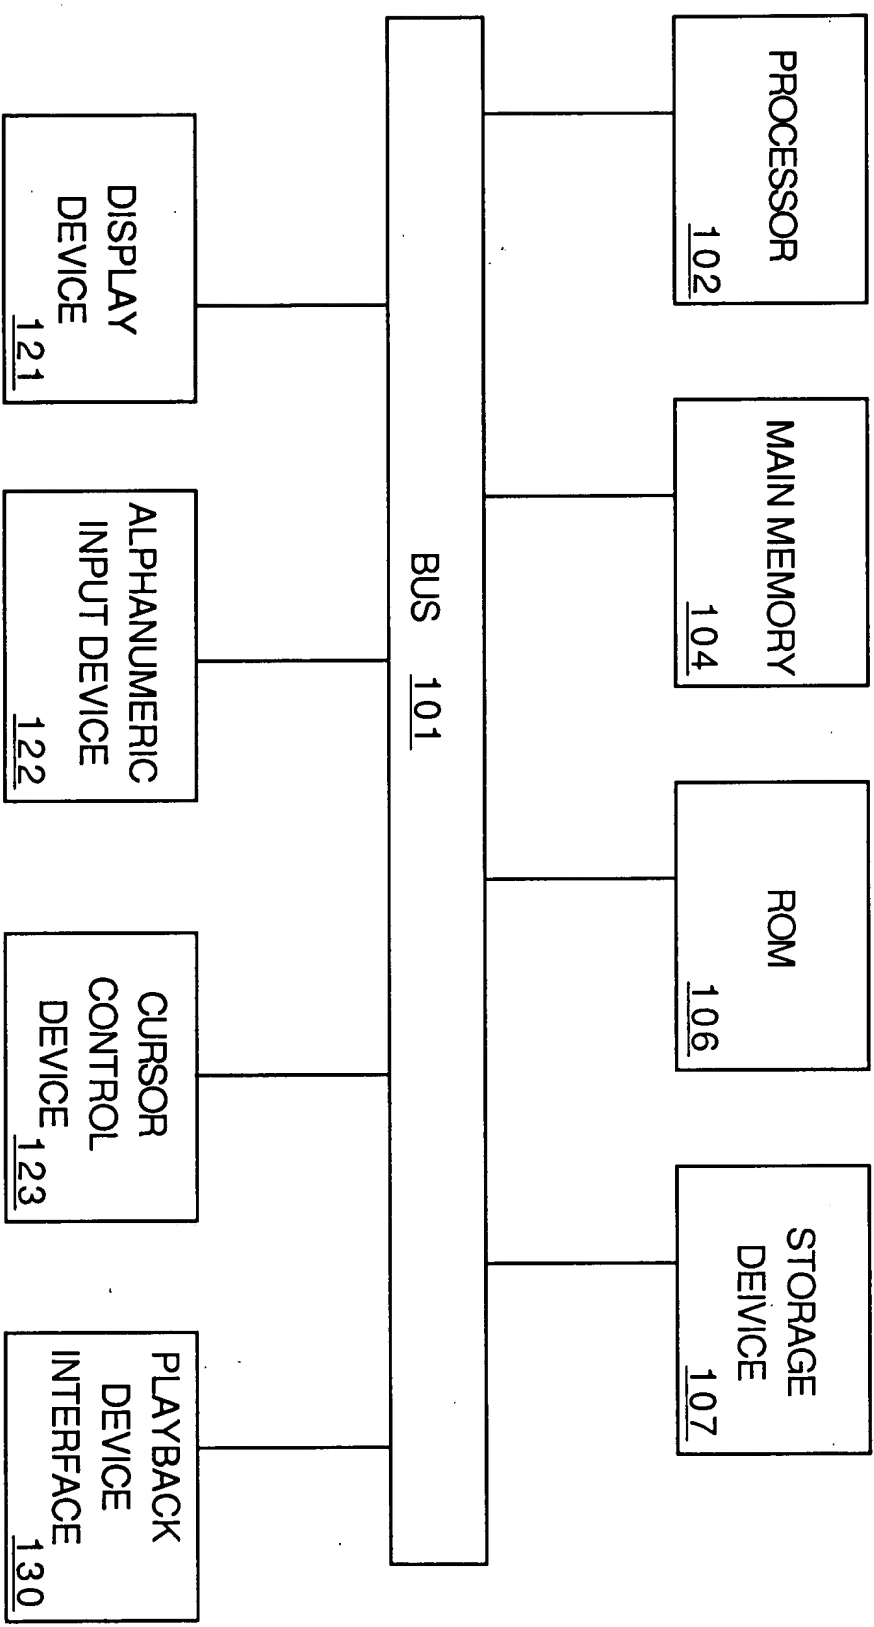 PROCESSOR
102
MAIN MEMORY
104
ROM
106
STORAGE
DEIVICE
107
BUS 101
DISPLAY
DEVICE
121
ALPHANUMERIC
INPUT DEVICE
122
CURSOR
CONTROL
DEVICE
123
PLAYBACK
DEVICE
INTERFACE
130